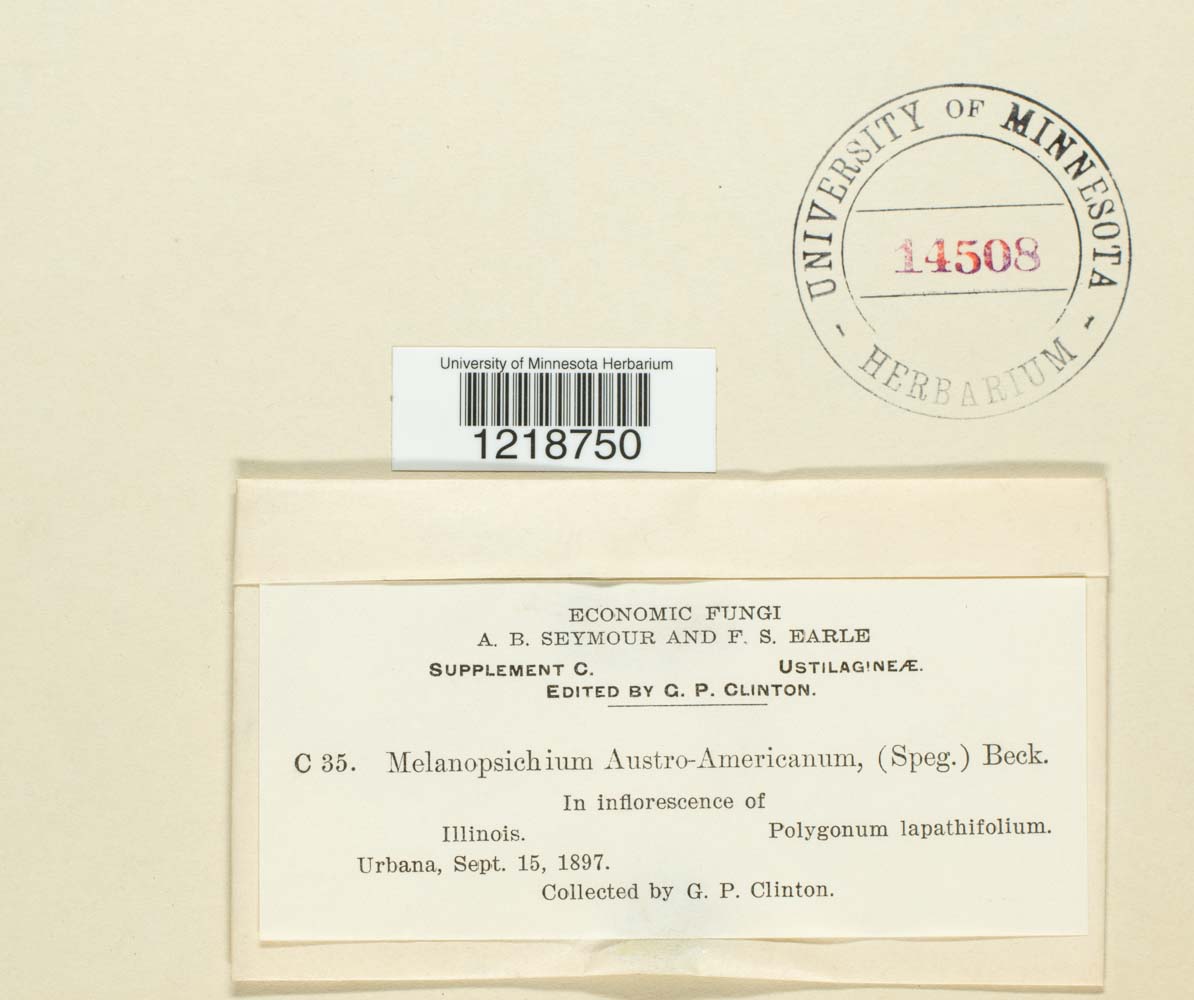 UNIVERSITY OF MINNESOTA
14508
- HERBARIUM -
University of Minnesota Herbarium
1218750
ECONOMIC FUNGI
A. B. SEYMOUR AND F. S. EARLE
SUPPLEMENT C. USTILAGINEÆ.
EDITED BY G. P. CLINTON.
C 35. Melanopsichium Austro-Americanum, (Speg.) Beck.
In inflorescence of
Illinois. Polygonum lapathifolium.
Urbana, Sept. 15, 1897.
Collected by G. P. Clinton.